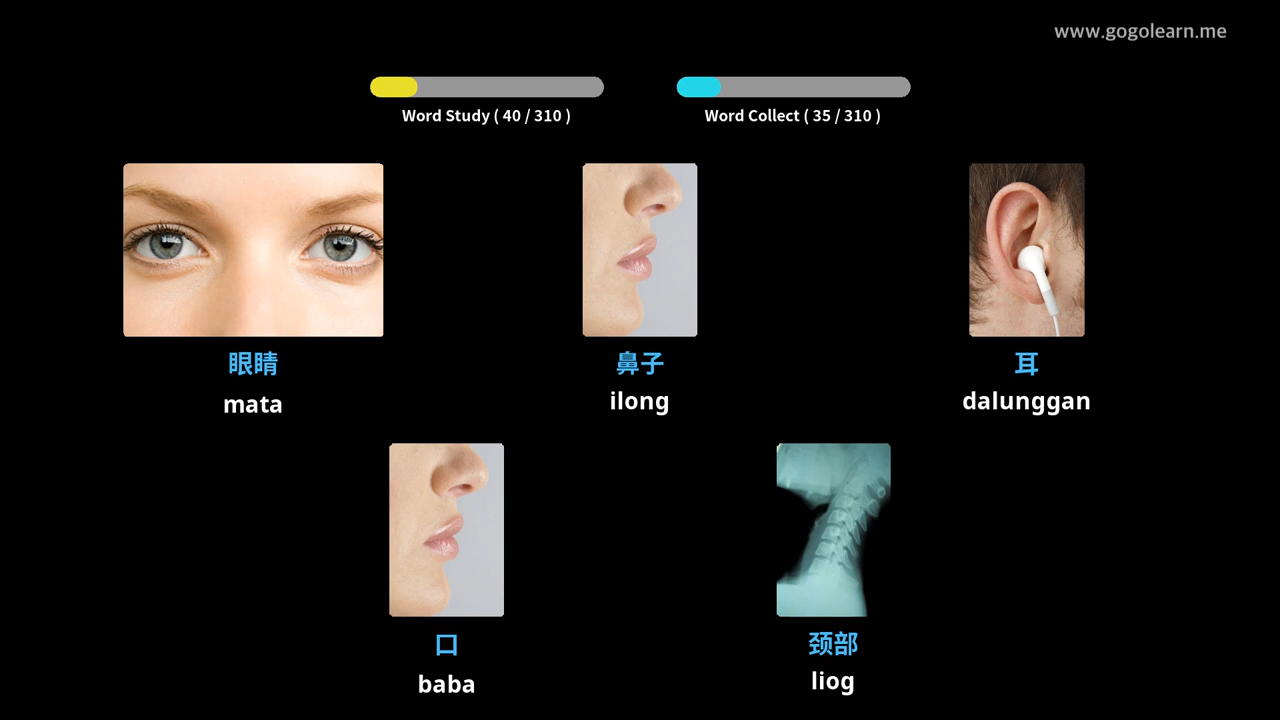 www.gogolearn.me
Word Study ( 40 / 310 )
Word Collect ( 35 / 310 )
眼睛
mata
鼻子
ilong
耳
dalunggan
口
baba
颈部
liog